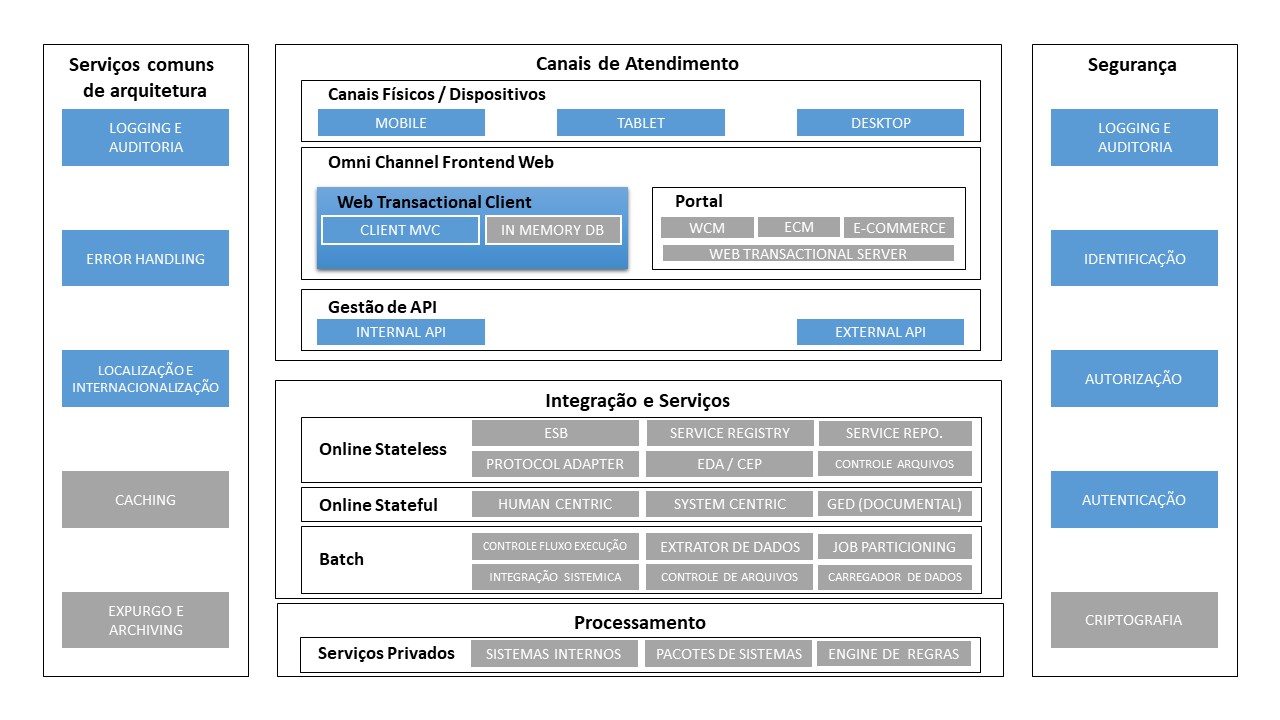 Serviços comuns
de arquitetura
LOGGING E
AUDITORIA
ERROR HANDLING
LOCALIZAÇÃO E
INTERNACIONALIZAÇÃO
CACHING
EXPURGO E
ARCHIVING
Canais de Atendimento
Canais Físicos / Dispositivos
MOBILE
TABLET
DESKTOP
Omni Channel Frontend Web
Web Transactional Client
CLIENT MVC
IN MEMORY DB
Portal
WCM
ECM
E-COMMERCE
WEB TRANSACTIONAL SERVER
Gestão de API
INTERNAL API
EXTERNAL API
Integração e Serviços
Online Stateless
ESB
SERVICE REGISTRY
SERVICE REPO.
PROTOCOL ADAPTER
EDA / CEP
CONTROLE ARQUIVOS
Online Stateful
HUMAN CENTRIC
SYSTEM CENTRIC
GED (DOCUMENTAL)
Batch
CONTROLE FLUXO EXECUÇÃO
EXTRATOR DE DADOS
JOB PARTICIONING
INTEGRAÇÃO SISTEMICA
CONTROLE DE ARQUIVOS
CARREGADOR DE DADOS
Processamento
Serviços Privados
SISTEMAS INTERNOS
PACOTES DE SISTEMAS
ENGINE DE REGRAS
Segurança
LOGGING E
AUDITORIA
IDENTIFICAÇÃO
AUTORIZAÇÃO
AUTENTICAÇÃO
CRIPTOGRAFIA